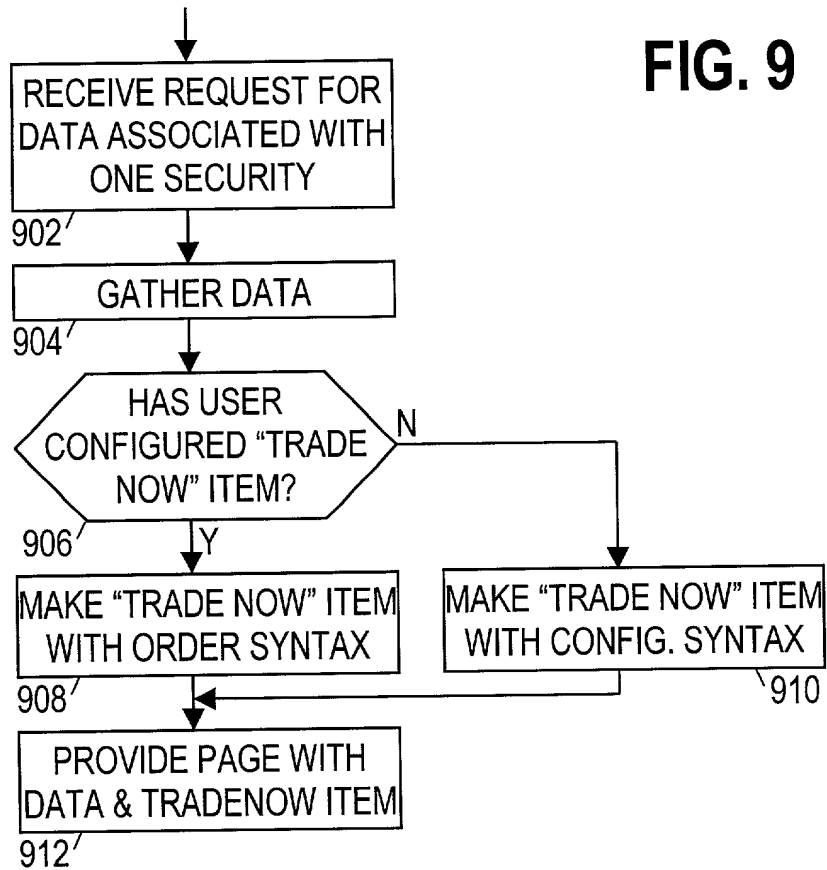 FIG. 9
RECEIVE REQUEST FOR
DATA ASSOCIATED WITH
ONE SECURITY
902
GATHER DATA
904
HAS USER
CONFIGURED “TRADE
NOW” ITEM?
N
906
Y
MAKE “TRADE NOW” ITEM
WITH ORDER SYNTAX
908
MAKE “TRADE NOW” ITEM
WITH CONFIG. SYNTAX
910
PROVIDE PAGE WITH
DATA & TRADENOW ITEM
912